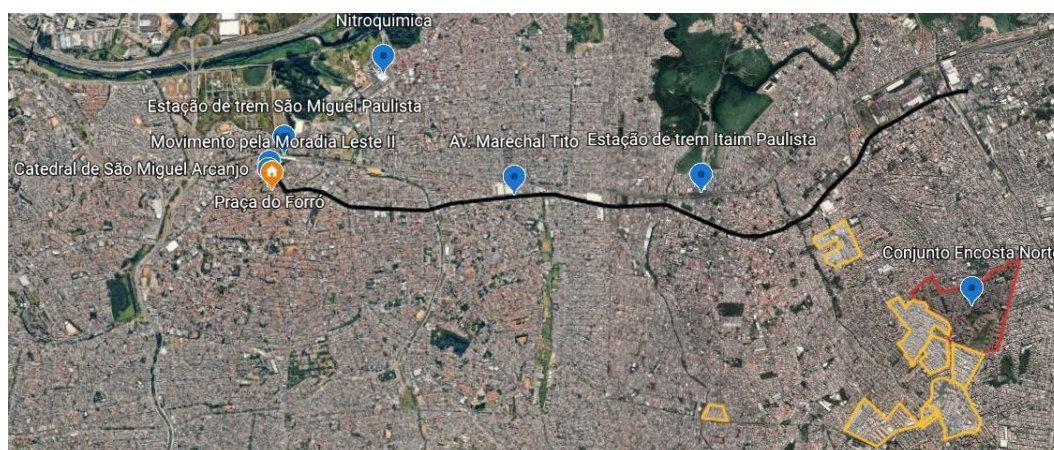 Nitroquimica
Estação de trem São Miguel Paulista
Movimento pela Moradia Leste II
Av. Marechal Tito
Estação de trem Itaim Paulista
Catedral de São Miguel Arcanjo
Praça do Forró
Conjunto Encosta Norte